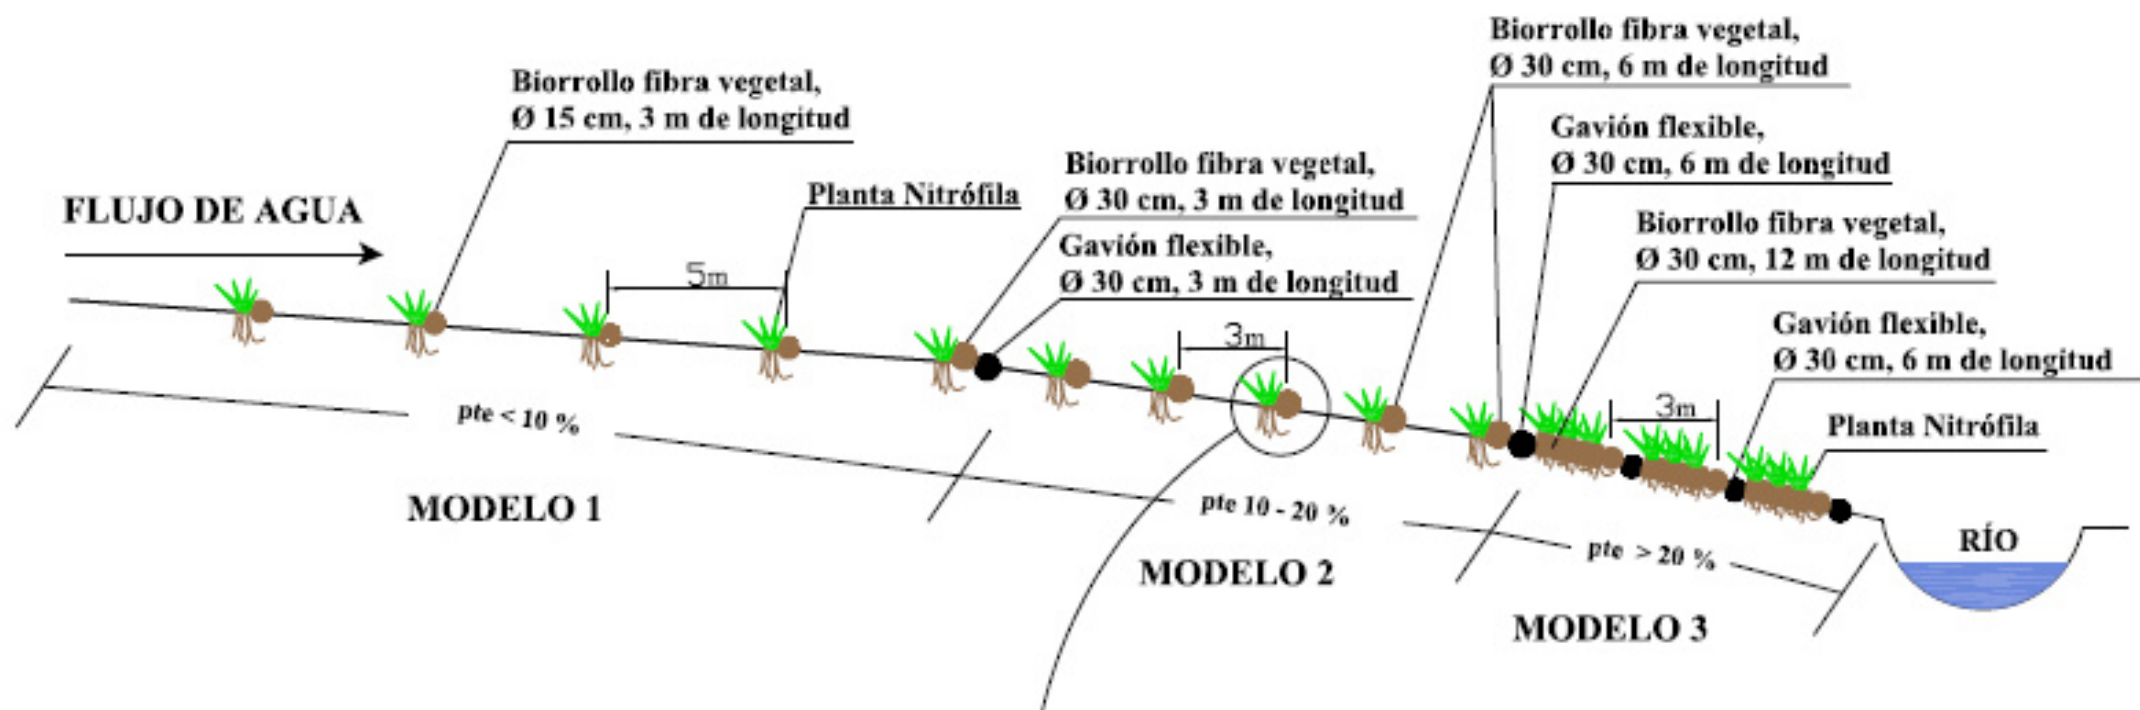 Biorrollo fibra vegetal,
Ø 30 cm, 6 m de longitud
Biorrollo fibra vegetal,
Ø 15 cm, 3 m de longitud
Gavión flexible,
Ø 30 cm, 6 m de longitud
Biorrollo fibra vegetal,
Ø 30 cm, 3 m de longitud
Planta Nitrófila
FLUJO DE AGUA
Biorrollo fibra vegetal,
Ø 30 cm, 12 m de longitud
Gavión flexible,
Ø 30 cm, 3 m de longitud
5m
3m
Gavión flexible,
Ø 30 cm, 6 m de longitud
3m
Planta Nitrófila
pte < 10 %
MODELO 1
pte 10 - 20 %
MODELO 2
pte > 20 %
MODELO 3
RÍO